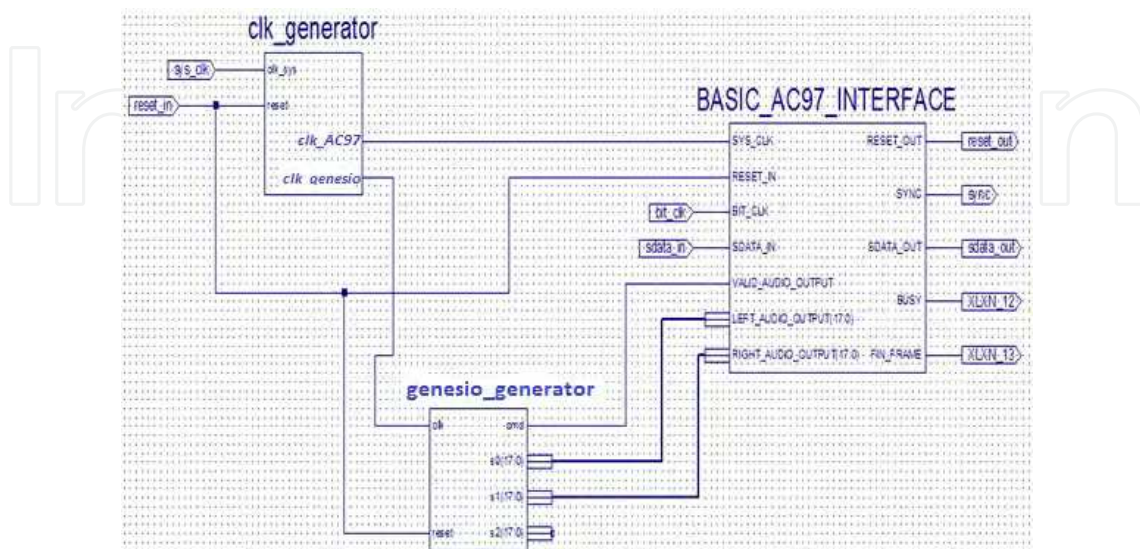 clk_generator
sys_clk
clk_sys
reset_in
reset
clk_AC97
clk_genesio
BASIC_AC97_INTERFACE
SYS_CLK
RESET_OUT
reset_out
RESET_IN
SYNC
sync
bit_clk
BIT_CLK
sdata_in
SDATA_IN
SDATA_OUT
sdata_out
VALID_AUDIO_OUTPUT
BUSY
XLXN_12
LEFT_AUDIO_OUTPUT(17:0)
RIGHT_AUDIO_OUTPUT(17:0)
FIN_FRAME
XLXN_13
genesio_generator
clk
cmd
s0(17:0)
s1(17:0)
reset
s2(17:0)